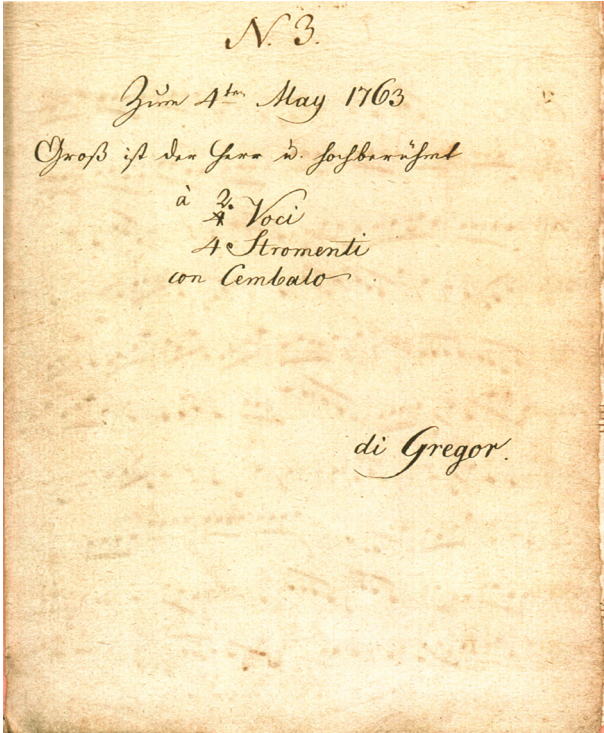 N. 3.
Zum 4ten May 1763
Groß ist der Herr u. hochberühmt
à 2. Voci
4 Stromenti
con Cembalo
di Gregor.